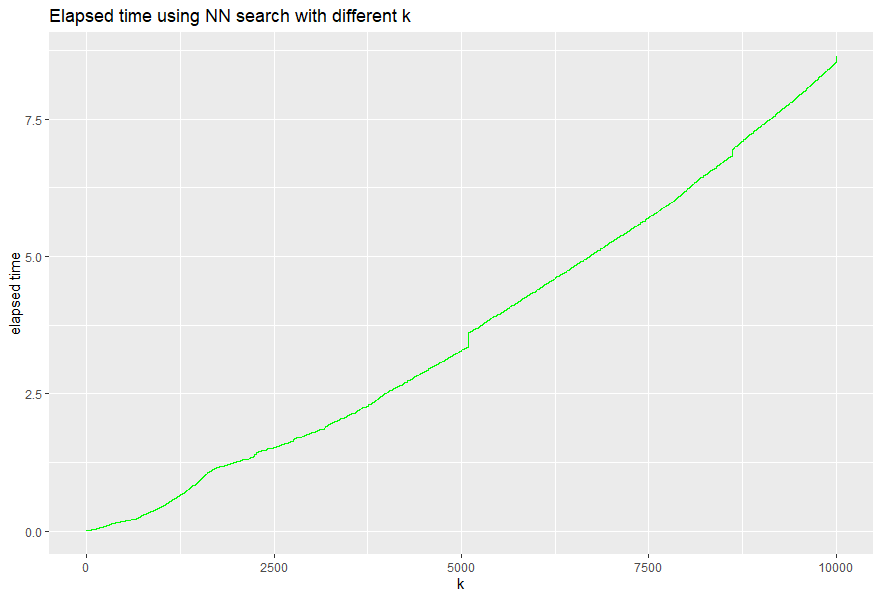 Elapsed time using NN search with different k
elapsed time
7.5
5.0
2.5
0.0
0 2500 5000 7500 10000
k